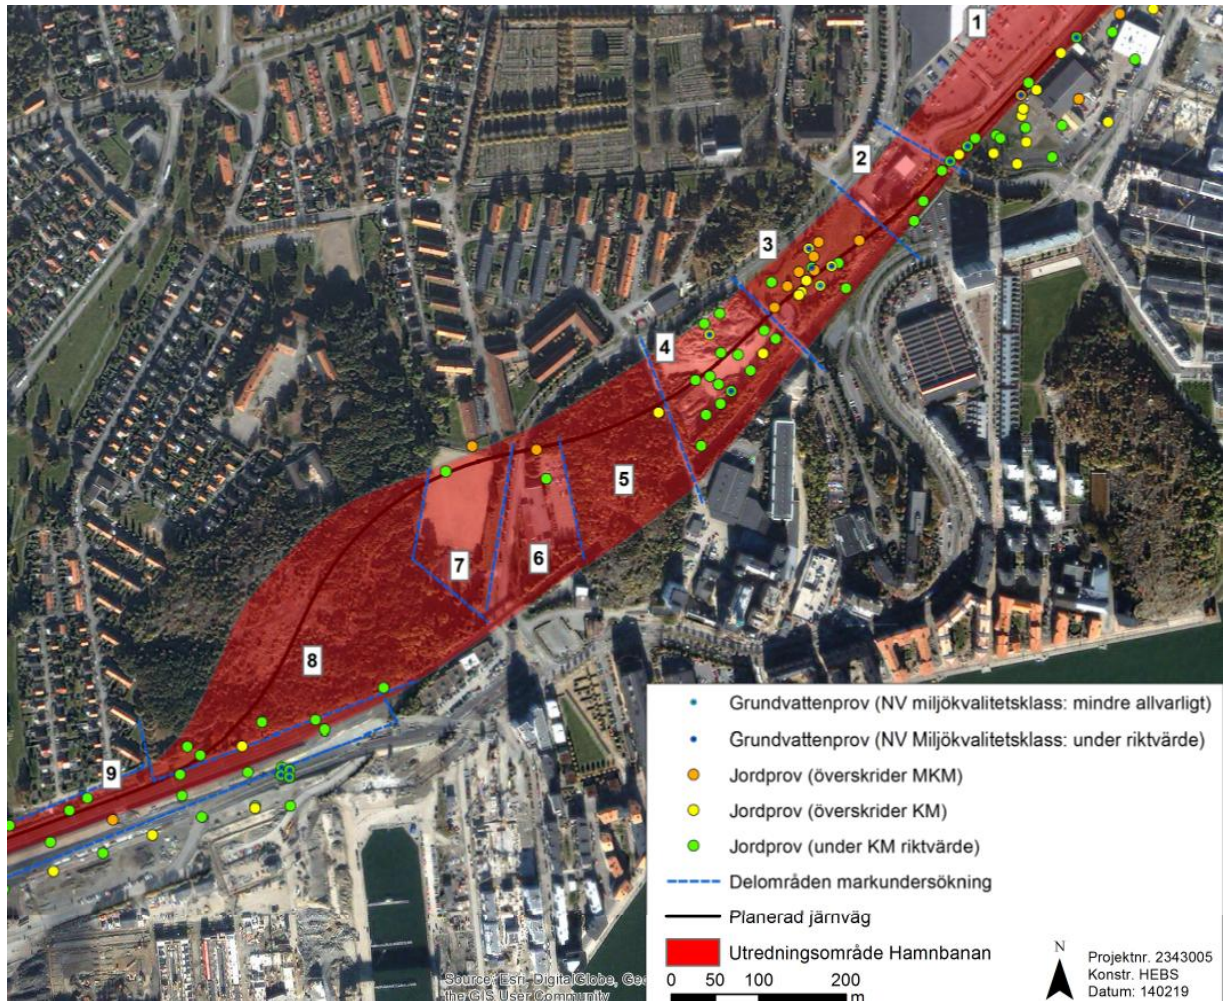 1
2
3
4
5
6
7
8
9
Grundvattenprov (NV miljökvalitetsklass: mindre allvarligt)
Grundvattenprov (NV Miljökvalitetsklass: under riktvärde)
Jordprov (överskrider MKM)
Jordprov (överskrider KM)
Jordprov (under KM riktvärde)
Delområden markundersökning
Planerad järnväg
Utredningsområde Hamnbanan
0 50 100 200
m
N
Projektnr. 2343005
Konstr. HEBS
Datum: 140219
Source: Esri, DigitalGlobe, Geo
the GIS User Community